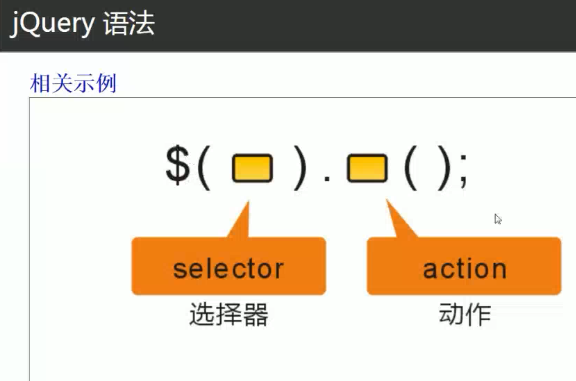 jQuery 语法
相关示例
$( ).( );
selector action
选择器 动作